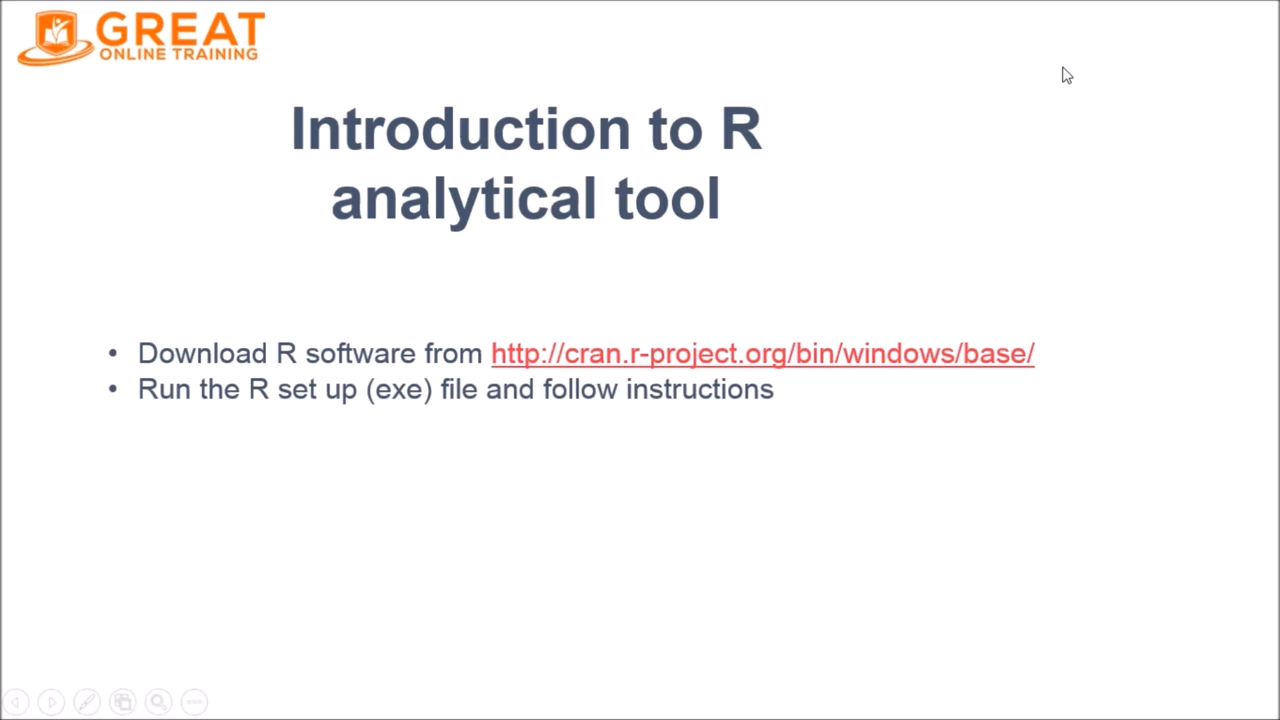 GREAT
ONLINE TRAINING
Introduction to R
analytical tool
• Download R software from http://cran.r-project.org/bin/windows/base/
• Run the R set up (exe) file and follow instructions